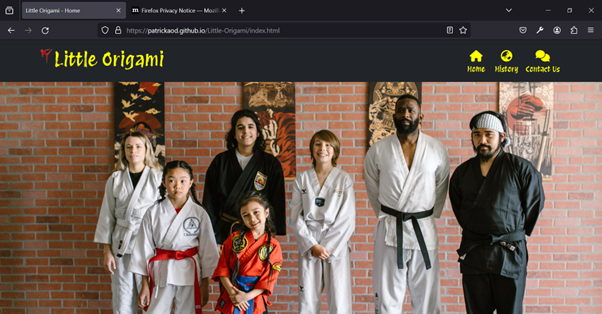 Little Origami - Home
Firefox Privacy Notice — Mozil
https://patrickaod.github.io/Little-Origami/index.html
Little Origami
Home
History
Contact Us